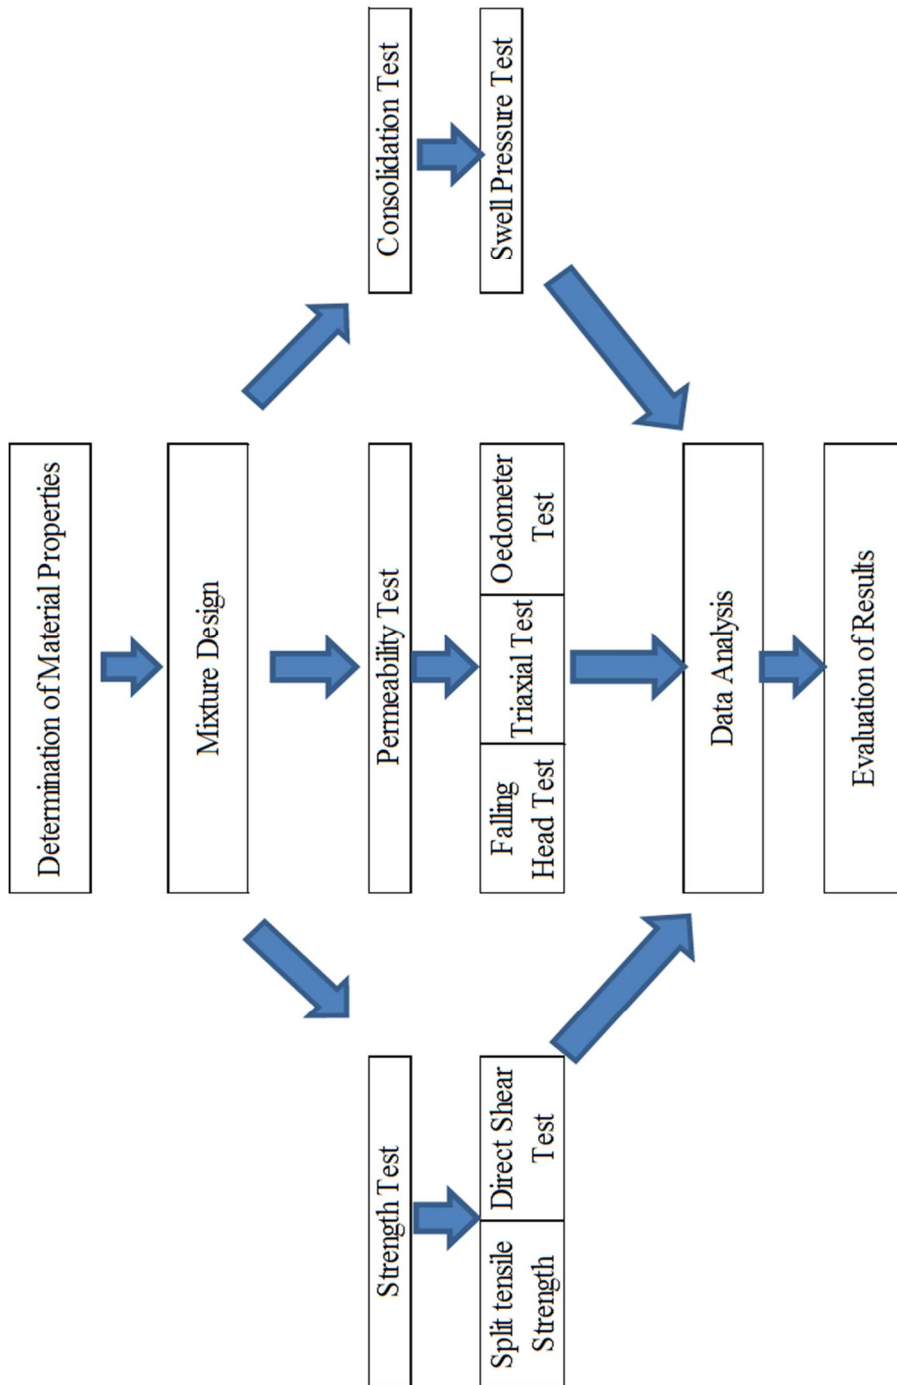 Determination of Material Properties
Mixture Design
Strength Test
Permeability Test
Consolidation Test
Split tensile
Strength
Direct Shear
Test
Falling
Head Test
Triaxial Test
Oedometer
Test
Swell Pressure Test
Data Analysis
Evaluation of Results